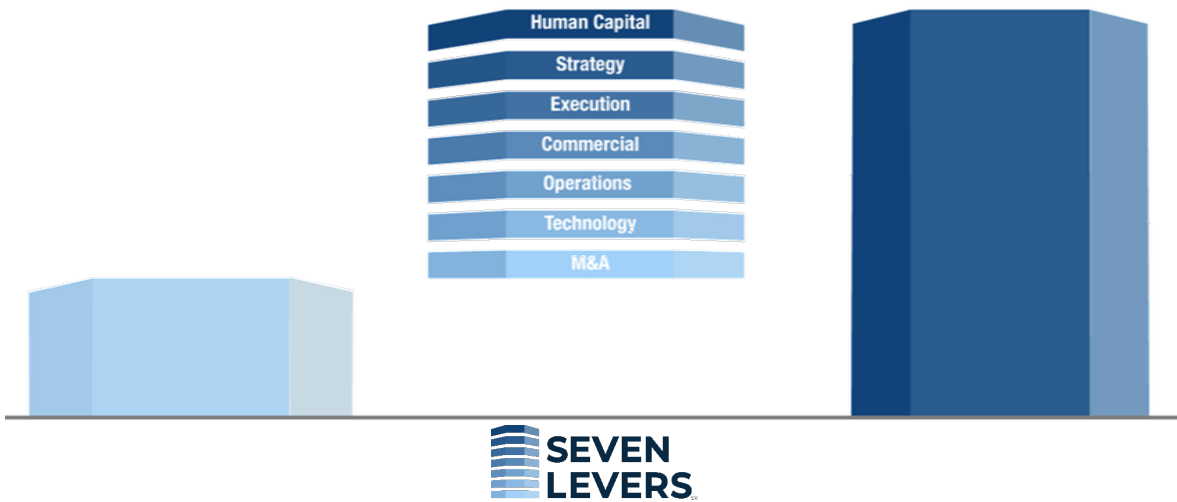 Human Capital
Strategy
Execution
Commercial
Operations
Technology
M&A
SEVEN
LEVERS